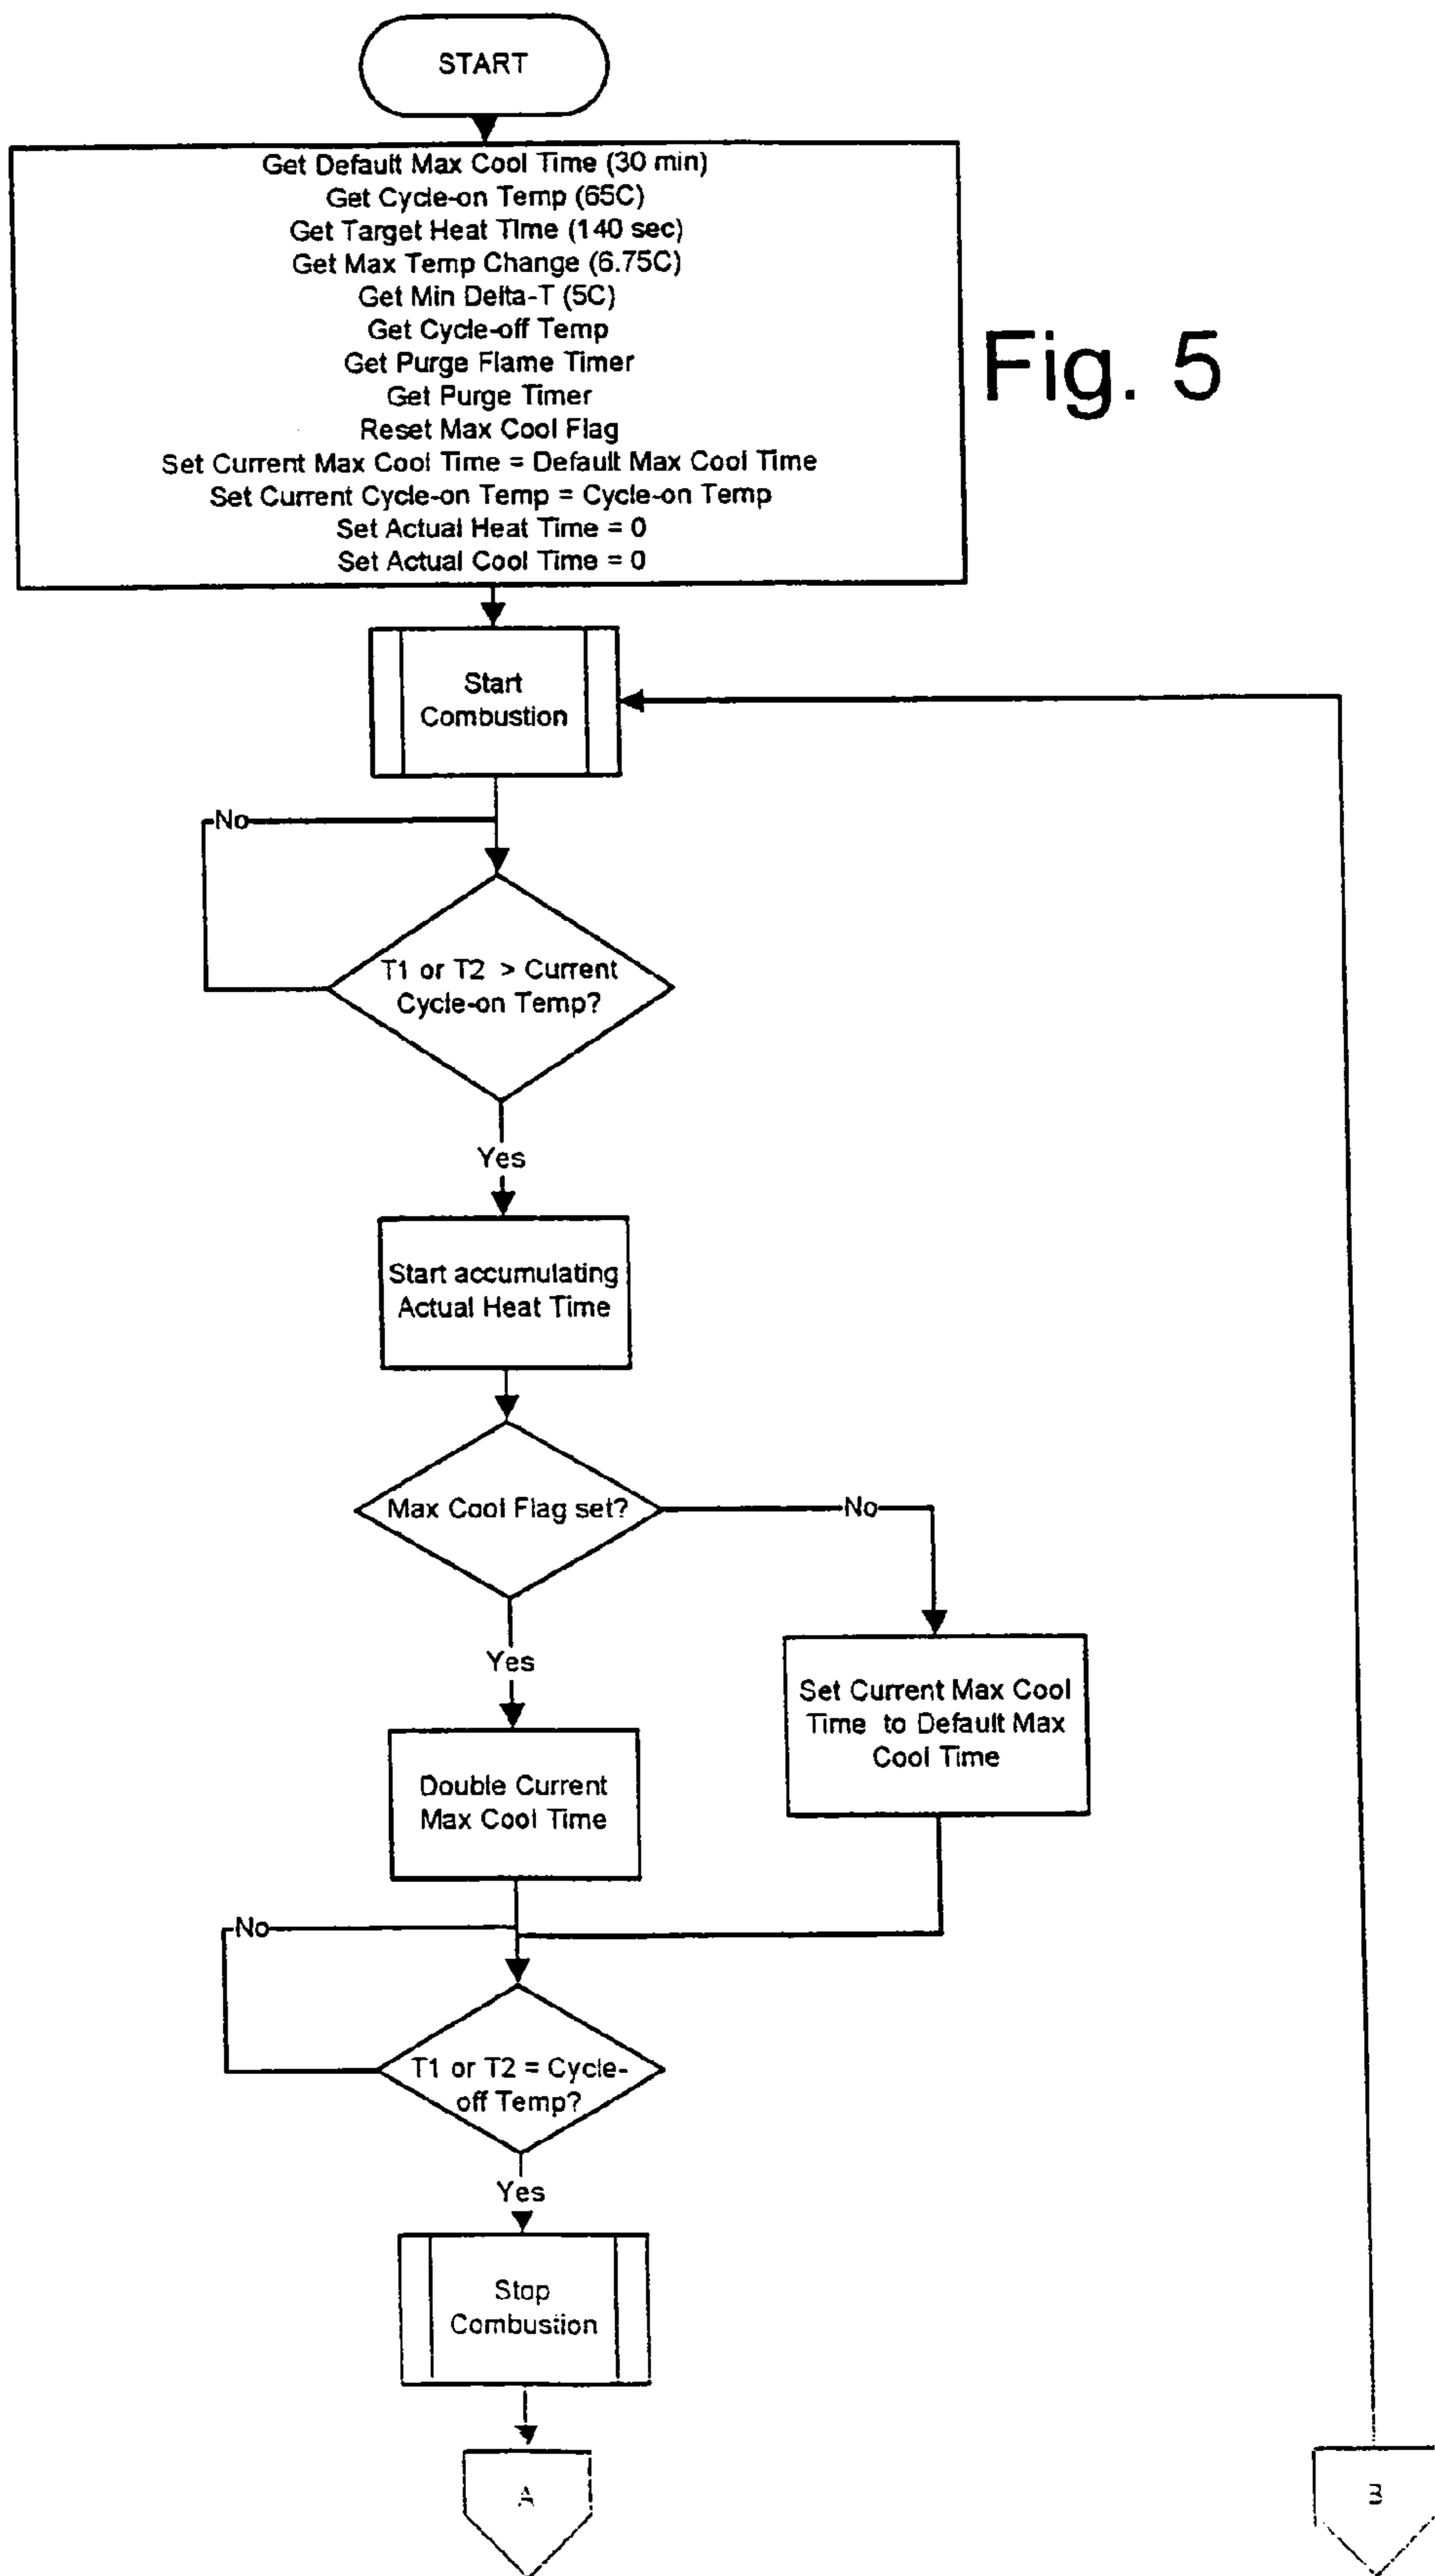 START
Get Default Max Cool Time (30 min)
Get Cycle-on Temp (65C)
Get Target Heat Time (140 sec)
Get Max Temp Change (6.75C)
Get Min Delta-T (5C)
Get Cycle-off Temp
Get Purge Flame Timer
Get Purge Timer
Reset Max Cool Flag
Set Current Max Cool Time = Default Max Cool Time
Set Current Cycle-on Temp = Cycle-on Temp
Set Actual Heat Time = 0
Set Actual Cool Time = 0
Fig. 5
Start
Combustion
No
T1 or T2 > Current
Cycle-on Temp?
Yes
Start accumulating
Actual Heat Time
Max Cool Flag set?
No
Yes
Set Current Max Cool
Time to Default Max
Cool Time
Double Current
Max Cool Time
No
T1 or T2 = Cycle-
off Temp?
Yes
Stop
Combustion
A
B